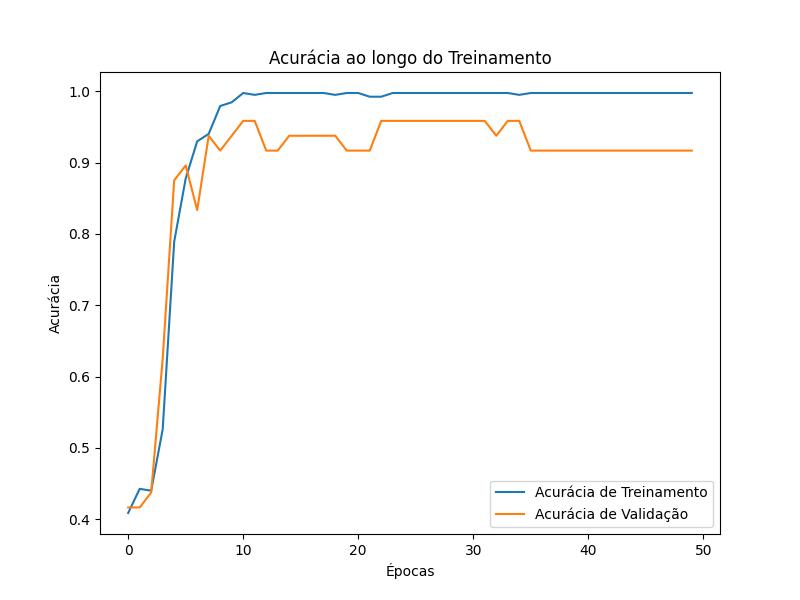 Acurácia ao longo do Treinamento
1.0
0.9
0.8
0.7
0.6
0.5
0.4
Acurácia
0 10 20 30 40 50
Épocas
Acurácia de Treinamento
Acurácia de Validação